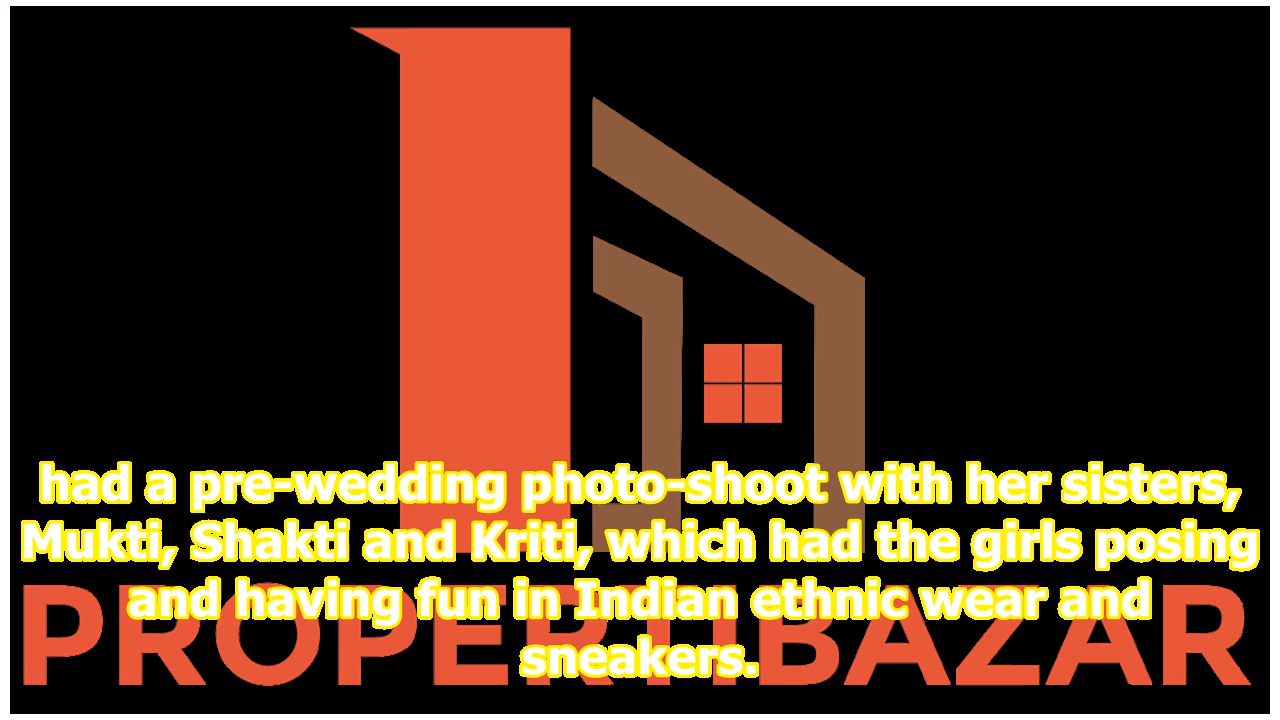 had a pre-wedding photo-shoot with her sisters,
Mukti, Shakti and Kriti, which had the girls posing
and having fun in Indian ethnic wear and
sneakers.
PROPERTIBAZAR